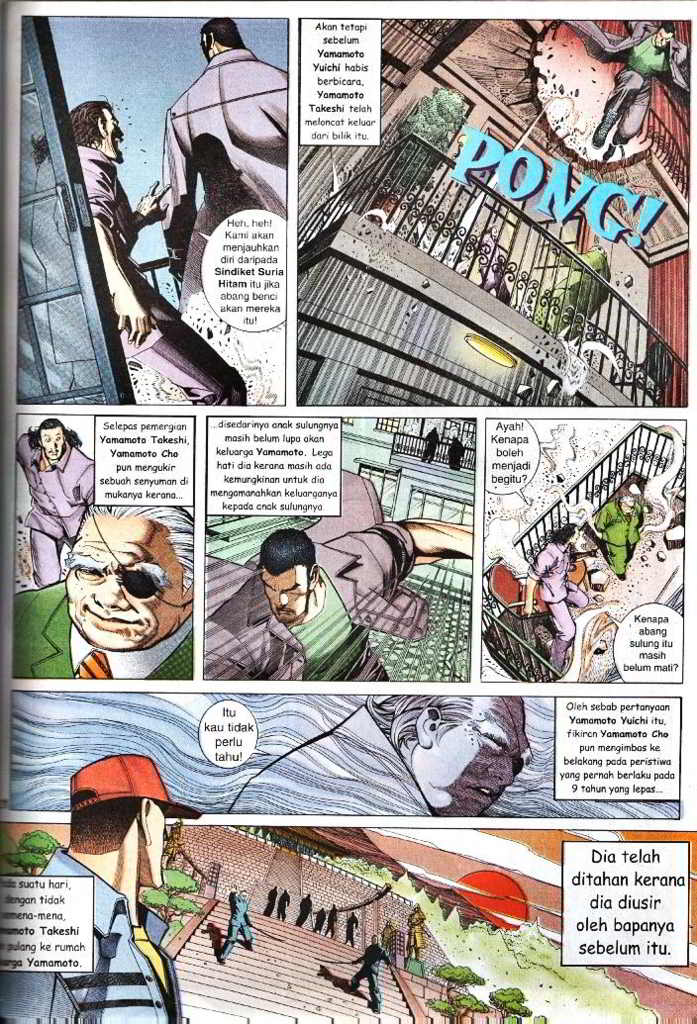 Heh, heh!
Kami akan
menjauhkan
diri daripada
Sindiket Suria
Hitam itu jika
abang benci
akan mereka
itu!
Akan tetapi
sebelum
Yamamoto
Yuichi habis
berbicara,
Yamamoto
Takeshi telah
meloncat keluar
dari bilik itu.
PONG!
Selepas pemergian
Yamamoto Takeshi,
Yamamoto Cho
pun mengukir
sebuah senyuman di
mukanya kerana...
...disedarinya anak sulungnya
masih belum lupa akan
keluarga Yamamoto. Lega
hati dia kerana masih ada
kemungkinan untuk dia
mengamanahkan keluarganya
kepada anak sulungnya
Ayah!
Kenapa
boleh
menjadi
begitu?
Kenapa
abang
sulung itu
masih
belum mati?
Itu
kau tidak
perlu
tahu!
Oleh sebab pertanyaan
Yamamoto Yuichi itu,
fikiran Yamamoto Cho
pun mengimbas ke
belakang pada peristiwa
yang pernah berlaku pada
9 tahun yang lepas...
suatu hari,
dengan tidak
Takeshi
pulang ke rumah
Yamamoto.
Dia telah
ditahan kerana
dia diusir
oleh bapanya
sebelum itu.